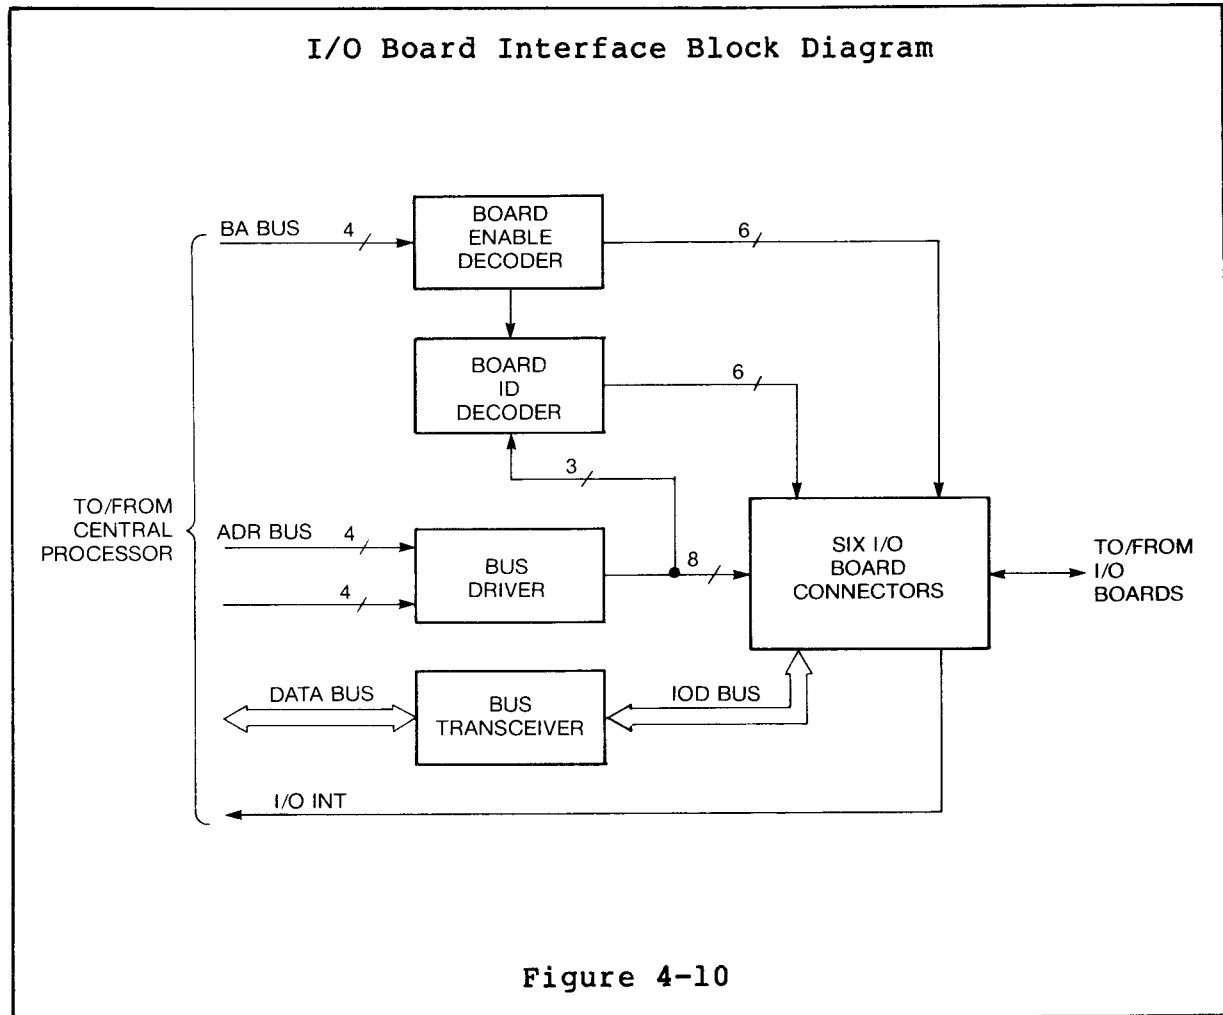 I/O Board Interface Block Diagram
BA BUS
4
BOARD
ENABLE
DECODER
6
BOARD
ID
DECODER
6
3
TO/FROM
CENTRAL
PROCESSOR
ADR BUS
4
4
BUS
DRIVER
8
SIX I/O
BOARD
CONNECTORS
TO/FROM
I/O
BOARDS
DATA BUS
BUS
TRANSCEIVER
IOD BUS
I/O INT
Figure 4-10